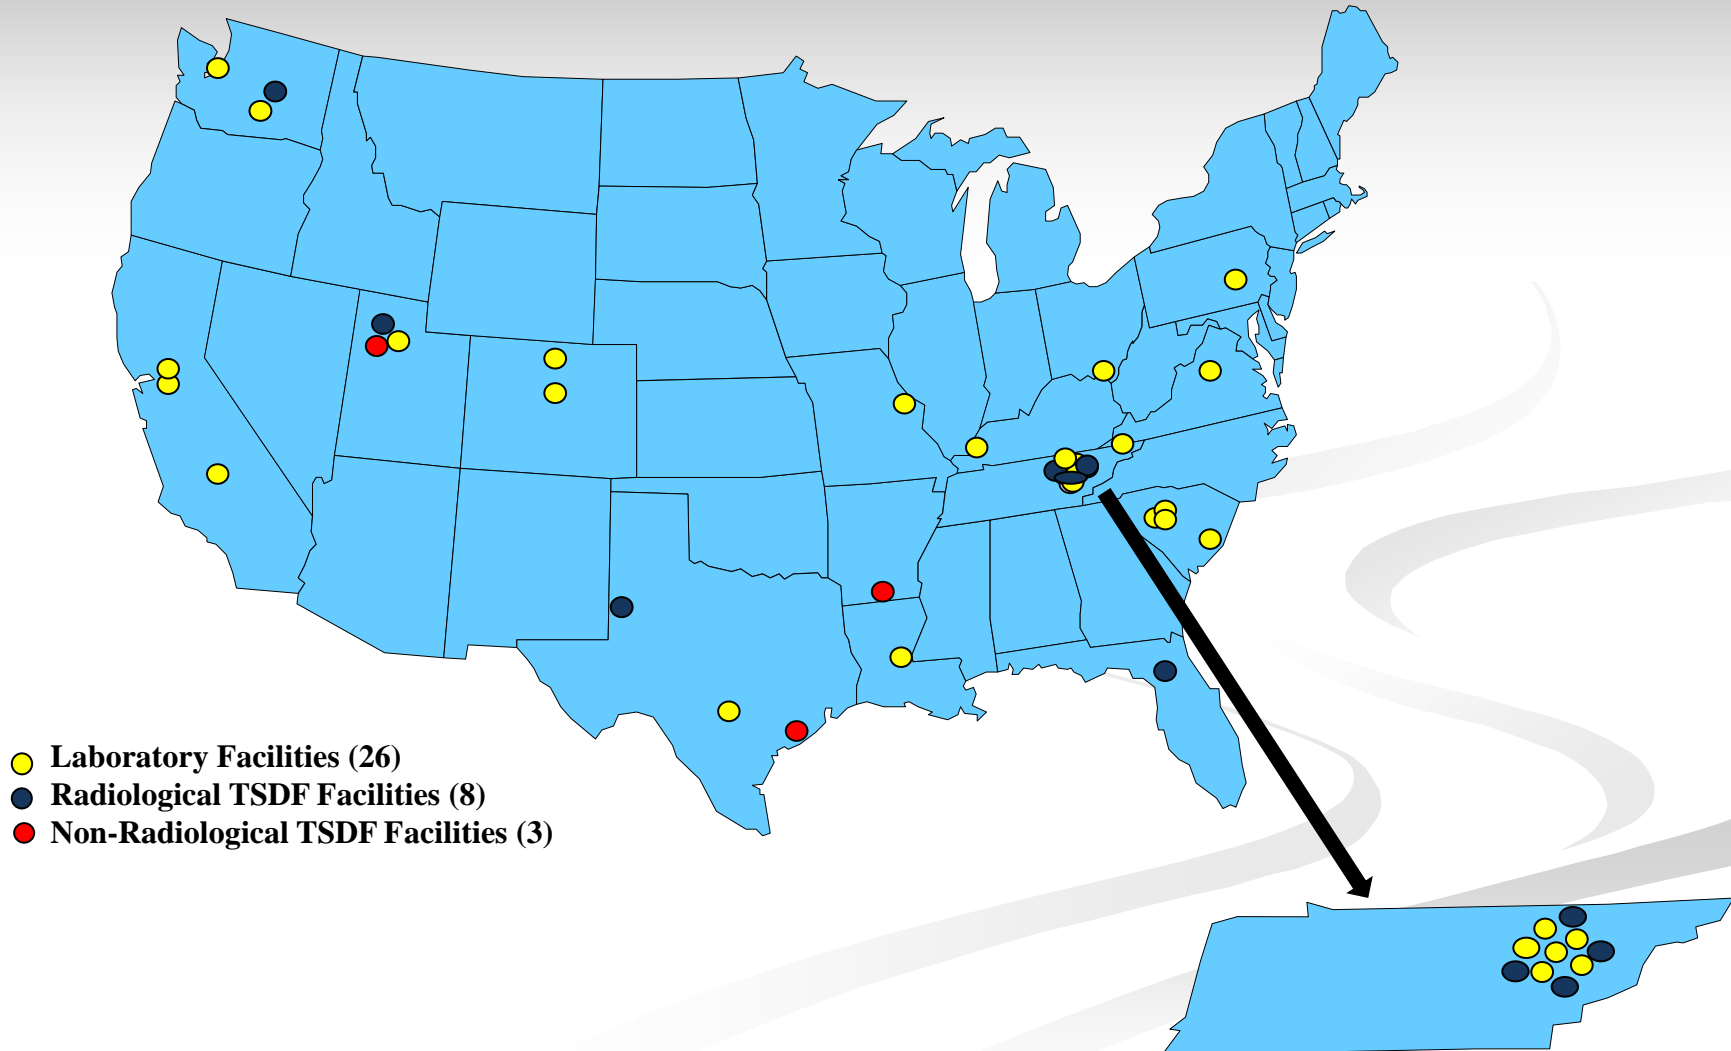 Laboratory Facilities (26)
Radiological TSDF Facilities (8)
Non-Radiological TSDF Facilities (3)